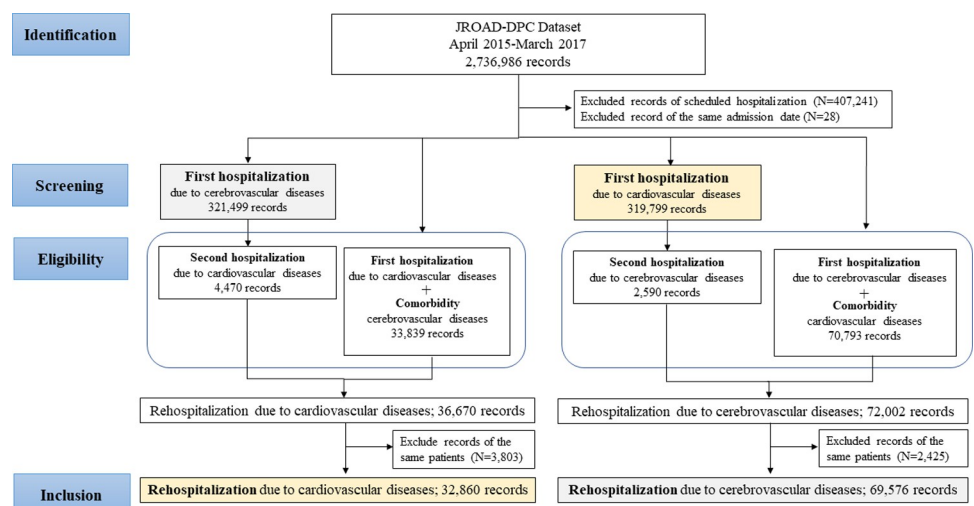 Identification
JROAD-DPC Dataset
April 2015-March 2017
2,736,986 records
Excluded records of scheduled hospitalization (N=407,241)
Excluded record of the same admission date (N=28)
Screening
First hospitalization
due to cerebrovascular diseases
321,499 records
First hospitalization
due to cardiovascular diseases
319,799 records
Eligibility
Second hospitalization
due to cardiovascular diseases
4,470 records
First hospitalization
due to cardiovascular diseases
+
Comorbidity
cerebrovascular diseases
33,839 records
Second hospitalization
due to cerebrovascular diseases
2,590 records
First hospitalization
due to cerebrovascular diseases
+
Comorbidity
cardiovascular diseases
70,793 records
Rehospitalization due to cardiovascular diseases; 36,670 records
Rehospitalization due to cerebrovascular diseases; 72,002 records
Exclude records of the
same patients (N=3,803)
Excluded records of the
same patients (N=2,425)
Inclusion
Rehospitalization due to cardiovascular diseases; 32,860 records
Rehospitalization due to cerebrovascular diseases; 69,576 records